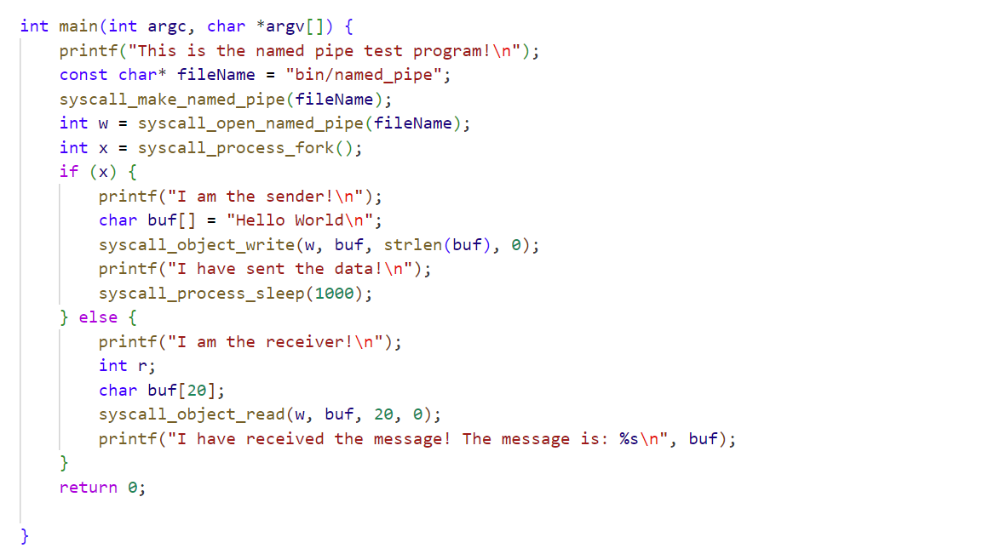 int main(int argc, char *argv[]) {
    printf("This is the named pipe test program!\n");
    const char* fileName = "bin/named_pipe";
    syscall_make_named_pipe(fileName);
    int w = syscall_open_named_pipe(fileName);
    int x = syscall_process_fork();
    if (x) {
        printf("I am the sender!\n");
        char buf[] = "Hello World\n";
        syscall_object_write(w, buf, strlen(buf), 0);
        printf("I have sent the data!\n");
        syscall_process_sleep(1000);
    } else {
        printf("I am the receiver!\n");
        int r;
        char buf[20];
        syscall_object_read(w, buf, 20, 0);
        printf("I have received the message! The message is: %s\n", buf);
    }
    return 0;
}